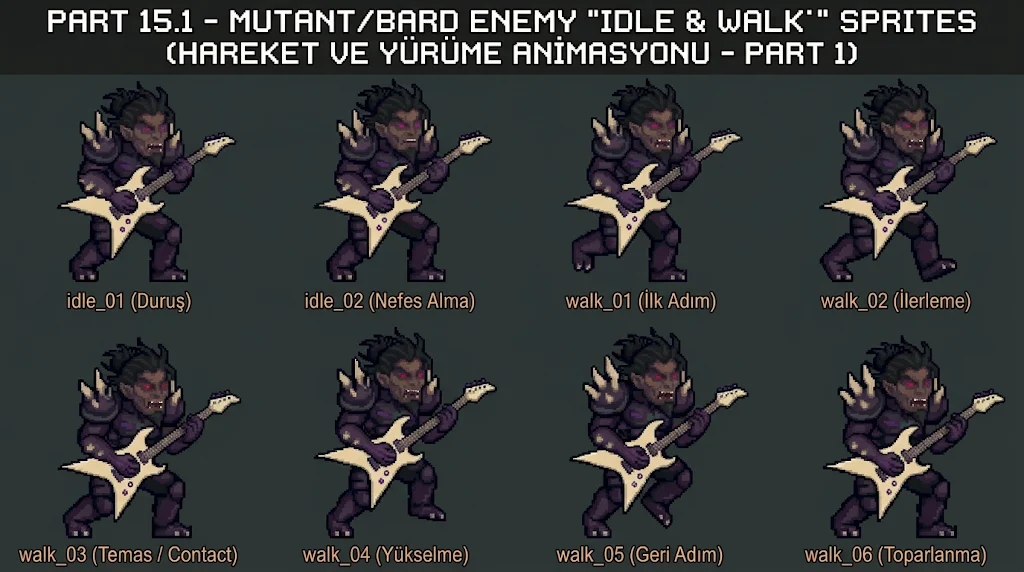 PART 15.1 - MUTANT/BARD ENEMY "IDLE & WALK˙" SPRITES
(HAREKET VE YÜRÜME ANİMASYONU - PART 1)
idle_01 (Duruş)
idle_02 (Nefes Alma)
walk_01 (İlk Adım)
walk_02 (İlerleme)
walk_03 (Temas / Contact)
walk_04 (Yükselme)
walk_05 (Geri Adım)
walk_06 (Toparlanma)